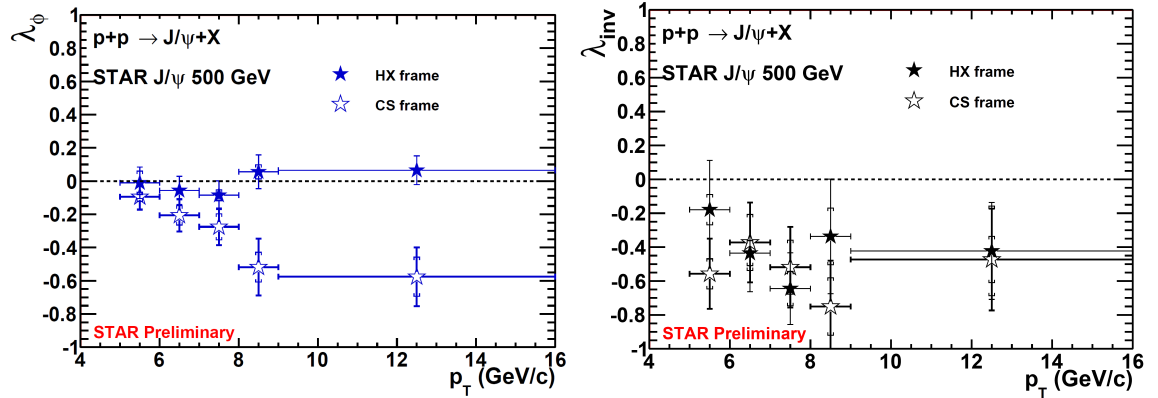 λϕ
1
0.8
0.6
0.4
0.2
0
-0.2
-0.4
-0.6
-0.8
-1
p+p → J/ψ+X
STAR J/ψ 500 GeV
HX frame
CS frame
STAR Preliminary
4 6 8 10 12 14 16
pT (GeV/c)
λinv
1
0.8
0.6
0.4
0.2
0
-0.2
-0.4
-0.6
-0.8
-1
p+p → J/ψ+X
STAR J/ψ 500 GeV
HX frame
CS frame
STAR Preliminary
4 6 8 10 12 14 16
pT (GeV/c)